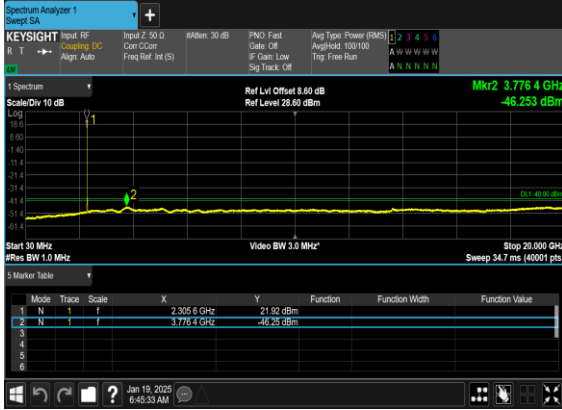 Spectrum Analyzer 1
Swept SA
+
KEYSIGHT Input: RF Input Z: 50 Ω #Atten: 30 dB PNO: Fast Avg Type: Power (RMS) 1 2 3 4 5 6
R T Coupling: DC Corr CCorr Gate: Off Avg|Hold: 100/100 A W W W W W
Align: Auto Freq Ref: Int (S) IF Gain: Low Trig: Free Run A N N N N N
Sig Track: Off
1 Spectrum Ref Lvl Offset 8.60 dB Mkr2 3.776 4 GHz
Scale/Div 10 dB Ref Level 28.60 dBm -46.253 dBm
Log
18.6
8.60
-1.40
-11.4
-21.4
-31.4
-41.4
-51.4
-61.4
1
2
DL1 -40.00 dBm
Start 30 MHz Video BW 3.0 MHz* Stop 20.000 GHz
#Res BW 1.0 MHz Sweep 34.7 ms (40001 pts)
5 Marker Table
Mode Trace Scale X Y Function Function Width Function Value
1 N 1 f 2.305 6 GHz 21.92 dBm
2 N 1 f 3.776 4 GHz -46.25 dBm
3
4
5
6
? Jan 19, 2025
6:45:33 AM